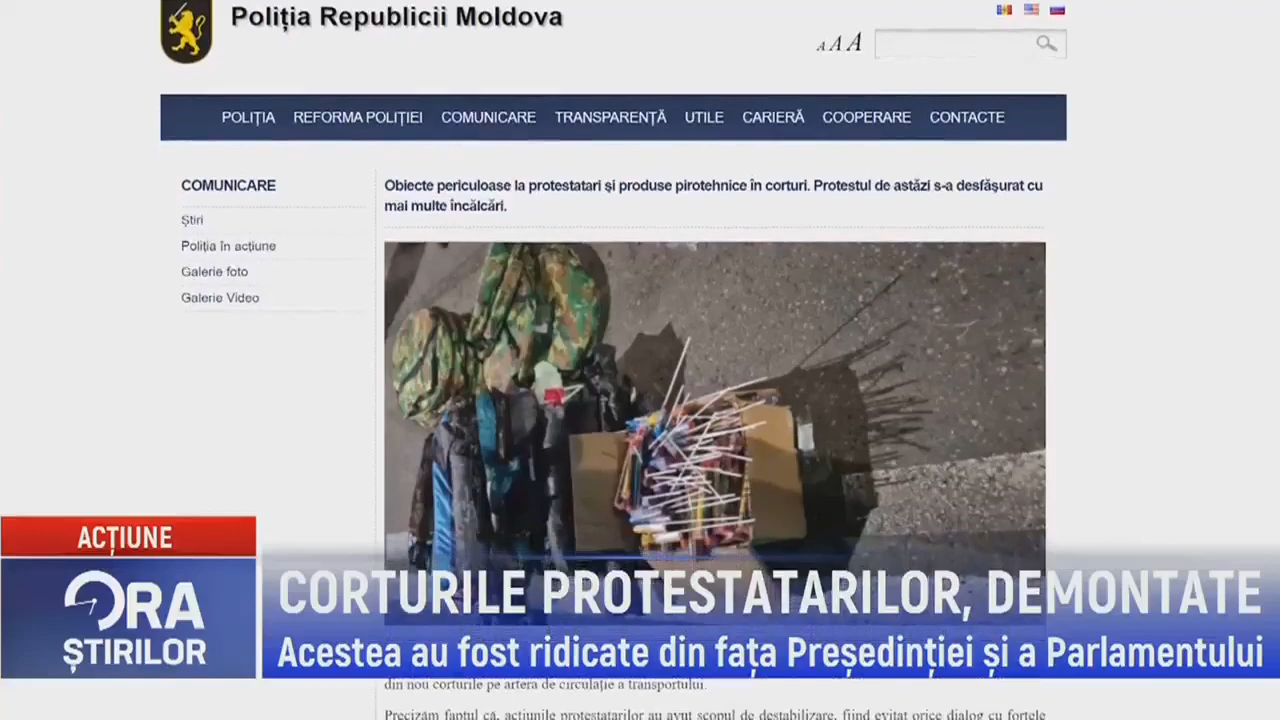 Poliția Republicii Moldova
A A A
POLIȚIA REFORMA POLIȚIEI COMUNICARE TRANSPARENȚĂ UTILE CARIERĂ COOPERARE CONTACTE
COMUNICARE
Știri
Poliția în acțiune
Galerie foto
Galerie Video
Obiecte periculoase la protestatari și produse pirotehnice în corturi. Protestul de astăzi s-a desfășurat cu
mai multe încălcări.
ACȚIUNE
ORA
ȘTIRILOR
CORTURILE PROTESTATARILOR, DEMONTATE
Acestea au fost ridicate din fața Președinției și a Parlamentului
din nou corturile pe artera de circulație a transportului.
Precizăm faptul că, acțiunile protestatarilor au avut scopul de destabilizare, fiind evitat orice dialog cu forțele